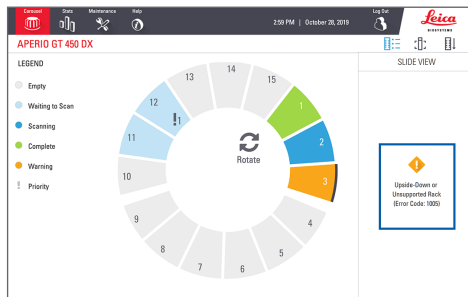 Carousel
Stats
Maintenance
Help
2:59 PM | October 28, 2019
Log Out
Leica
BIOSYSTEMS
APERIO GT 450 DX
LEGEND
Empty
Waiting to Scan
Scanning
Complete
Warning
! Priority
1
2
3
4
5
6
7
8
9
10
11
12
!1
13
14
15
Rotate
SLIDE VIEW
!
Upside-Down or
Unsupported Rack
(Error Code: 1005)